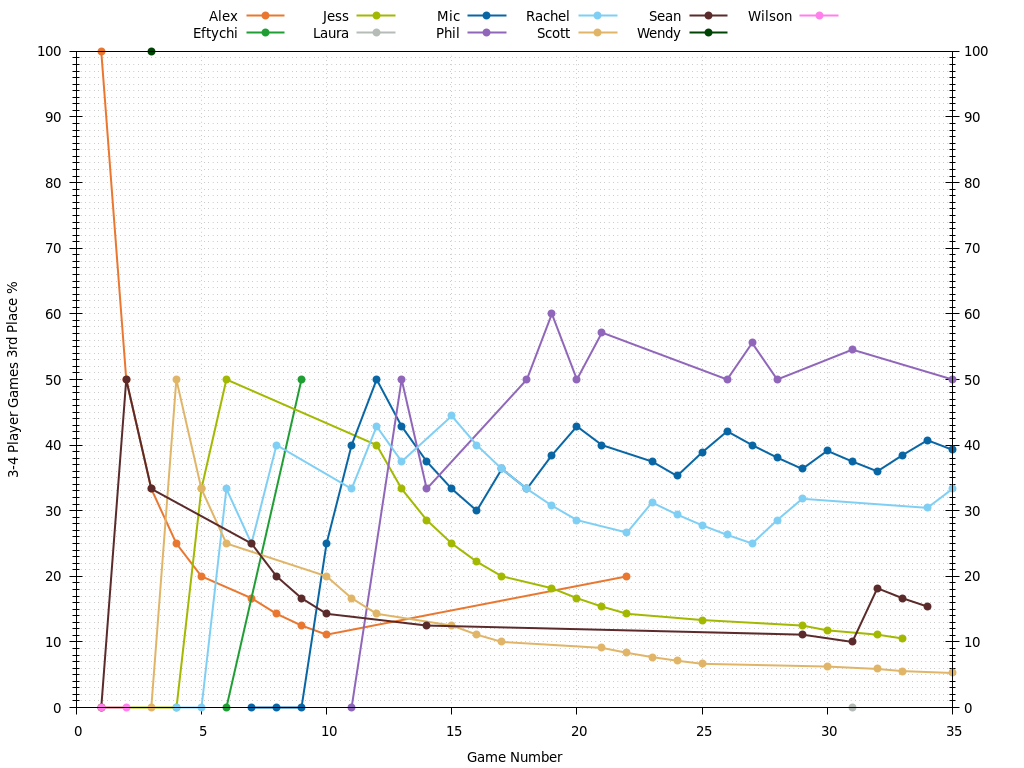 Alex Jess Mic Rachel Sean Wilson
Eftychi Laura Phil Scott Wendy
100 100
90 90
80 80
70 70
60 60
50 50
40 40
30 30
20 20
10 10
0 0
3-4 Player Games 3rd Place %
0 5 10 15 20 25 30 35
Game Number